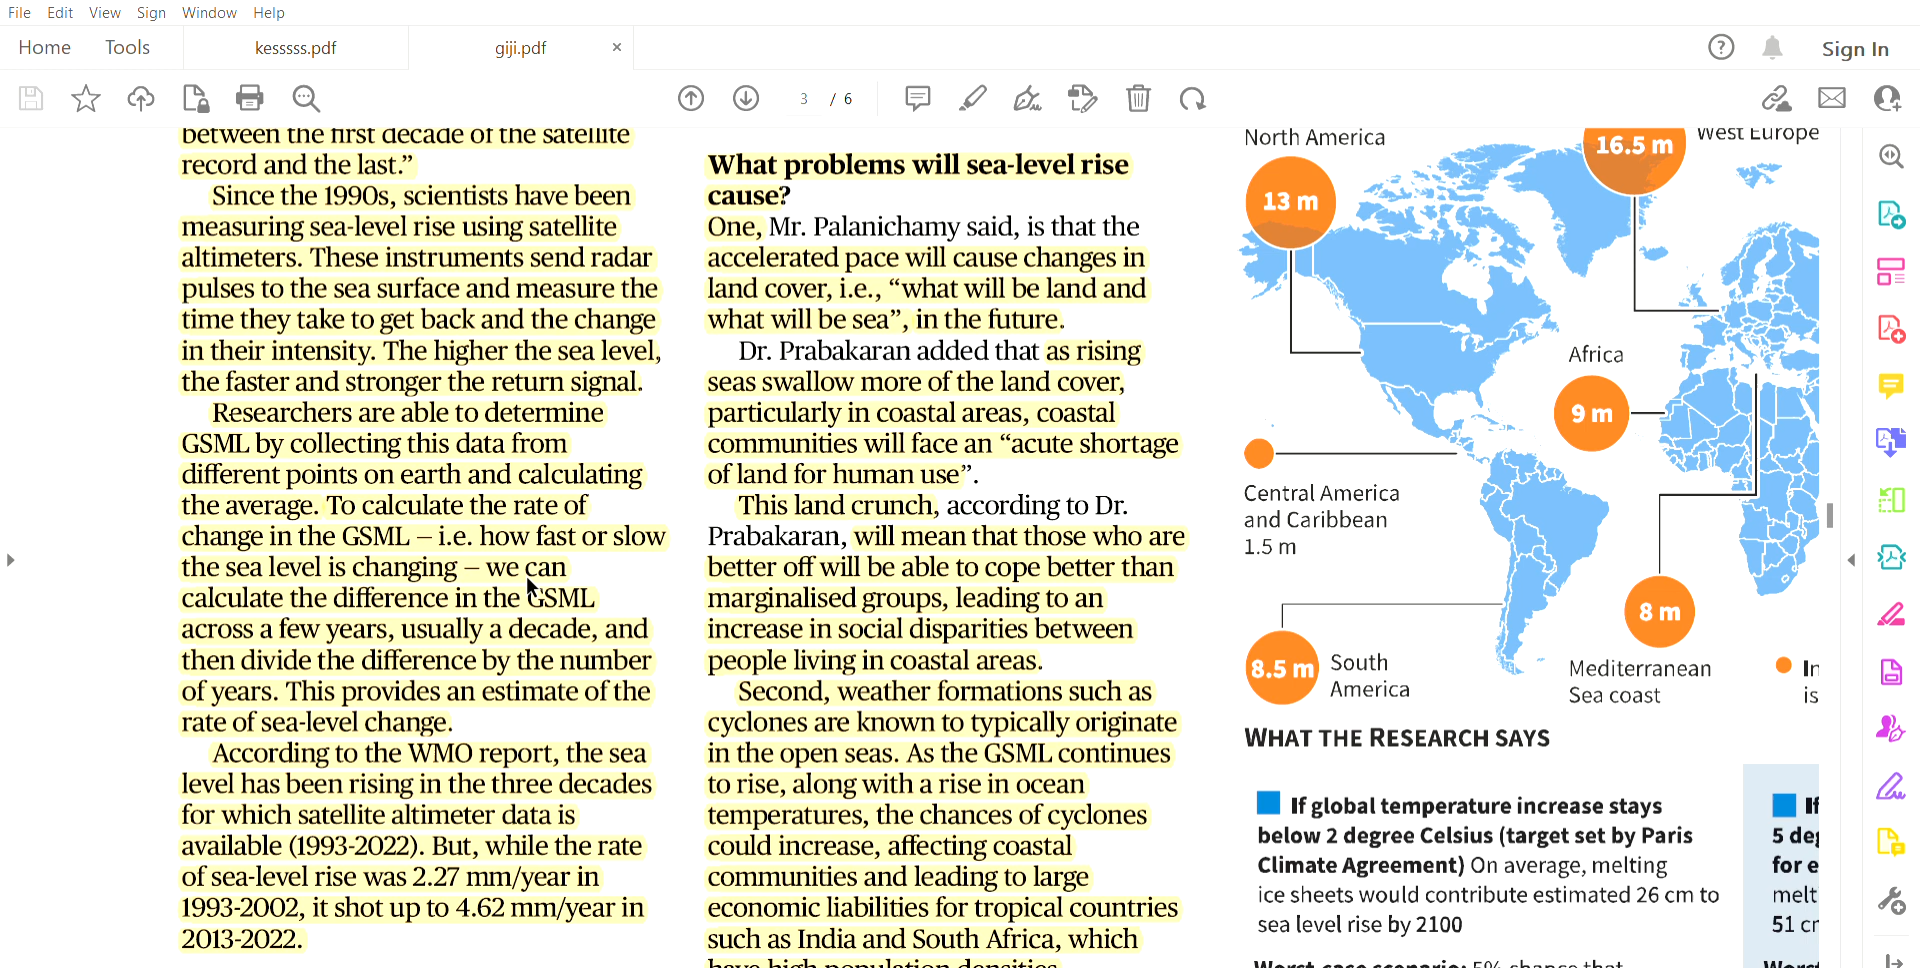 File Edit View Sign Window Help
Home Tools kesssss.pdf giji.pdf × Sign In
3 / 6
between the first decade of the satellite
record and the last.”
Since the 1990s, scientists have been
measuring sea-level rise using satellite
altimeters. These instruments send radar
pulses to the sea surface and measure the
time they take to get back and the change
in their intensity. The higher the sea level,
the faster and stronger the return signal.
Researchers are able to determine
GSML by collecting this data from
different points on earth and calculating
the average. To calculate the rate of
change in the GSML – i.e. how fast or slow
the sea level is changing – we can
calculate the difference in the GSML
across a few years, usually a decade, and
then divide the difference by the number
of years. This provides an estimate of the
rate of sea-level change.
According to the WMO report, the sea
level has been rising in the three decades
for which satellite altimeter data is
available (1993-2022). But, while the rate
of sea-level rise was 2.27 mm/year in
1993-2002, it shot up to 4.62 mm/year in
2013-2022.
What problems will sea-level rise
cause?
One, Mr. Palanichamy said, is that the
accelerated pace will cause changes in
land cover, i.e., “what will be land and
what will be sea”, in the future.
Dr. Prabakaran added that as rising
seas swallow more of the land cover,
particularly in coastal areas, coastal
communities will face an “acute shortage
of land for human use”.
This land crunch, according to Dr.
Prabakaran, will mean that those who are
better off will be able to cope better than
marginalised groups, leading to an
increase in social disparities between
people living in coastal areas.
Second, weather formations such as
cyclones are known to typically originate
in the open seas. As the GSML continues
to rise, along with a rise in ocean
temperatures, the chances of cyclones
could increase, affecting coastal
communities and leading to large
economic liabilities for tropical countries
such as India and South Africa, which
have high population densities
North America
13 m
16.5 m
West Europe
Africa
9 m
Central America
and Caribbean
1.5 m
8.5 m
South
America
8 m
Mediterranean
Sea coast
In
is
WHAT THE RESEARCH SAYS
If global temperature increase stays
below 2 degree Celsius (target set by Paris
Climate Agreement) On average, melting
ice sheets would contribute estimated 26 cm to
sea level rise by 2100
Worst-case scenario: 5% chance that
If
5 deg
for e
melt
51 cm
Worst